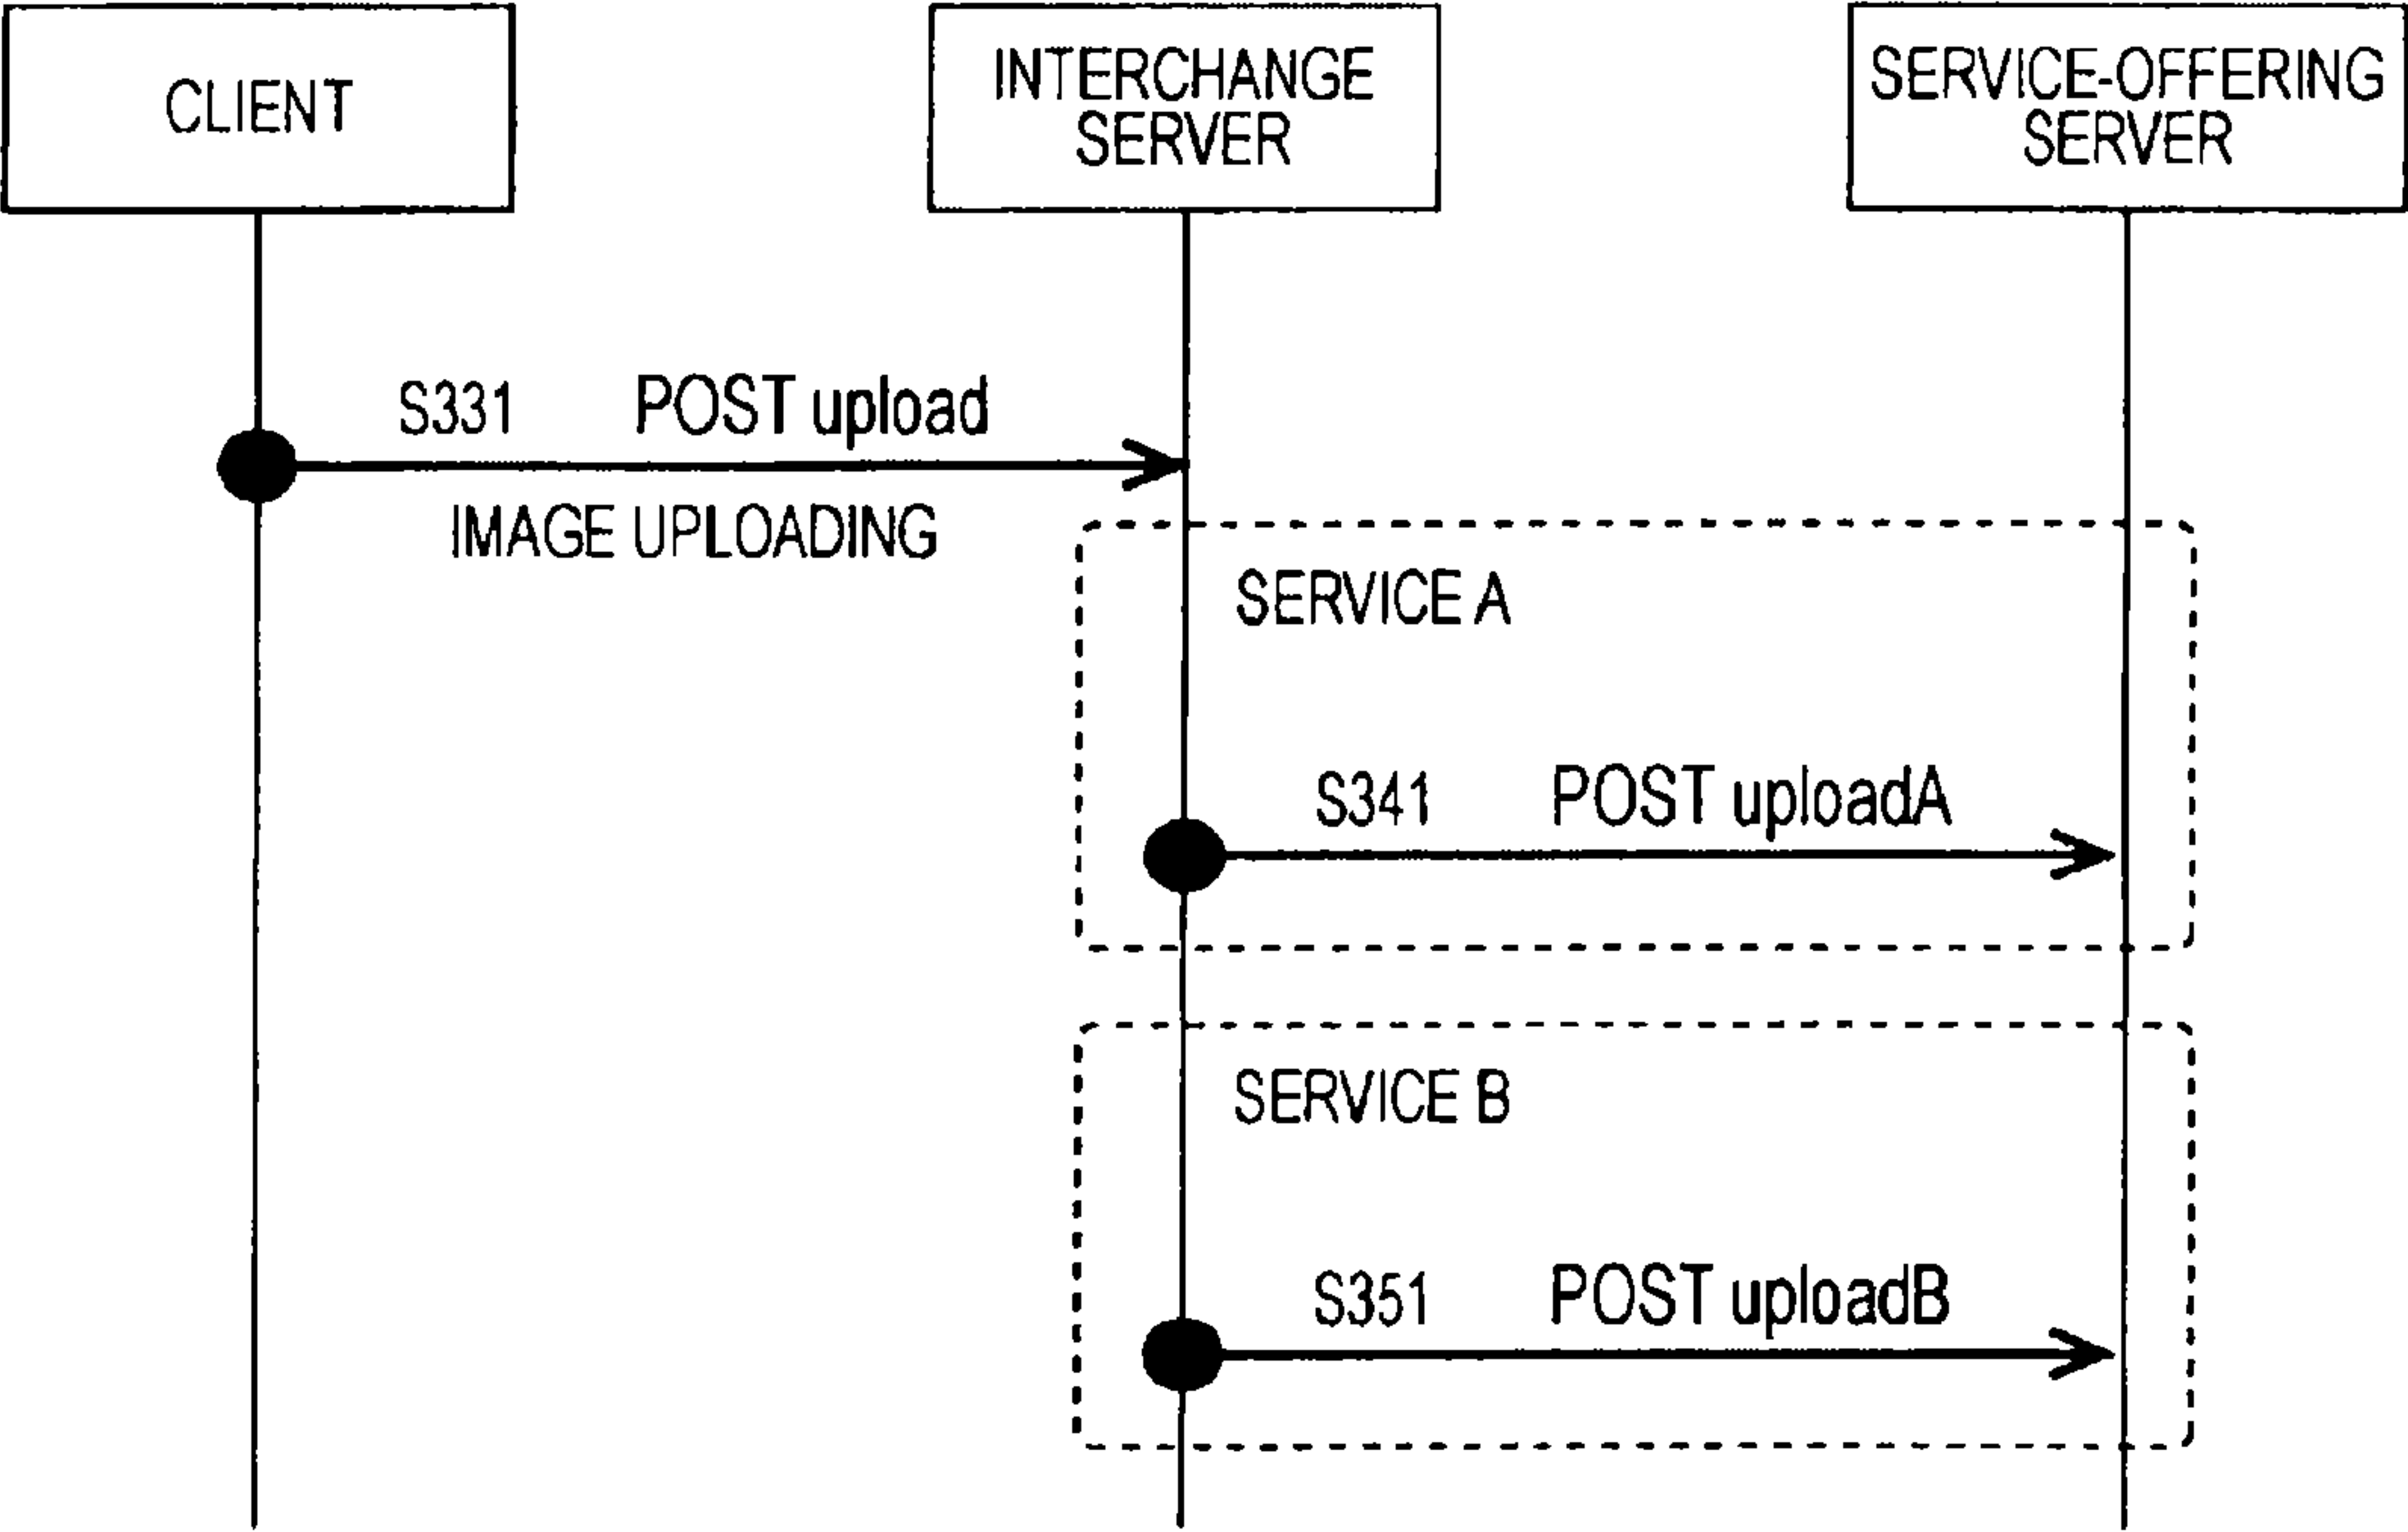 CLIENT
INTERCHANGE
SERVER
SERVICE-OFFERING
SERVER
S331 POST upload
IMAGE UPLOADING
SERVICE A
S341 POST uploadA
SERVICE B
S351 POST uploadB